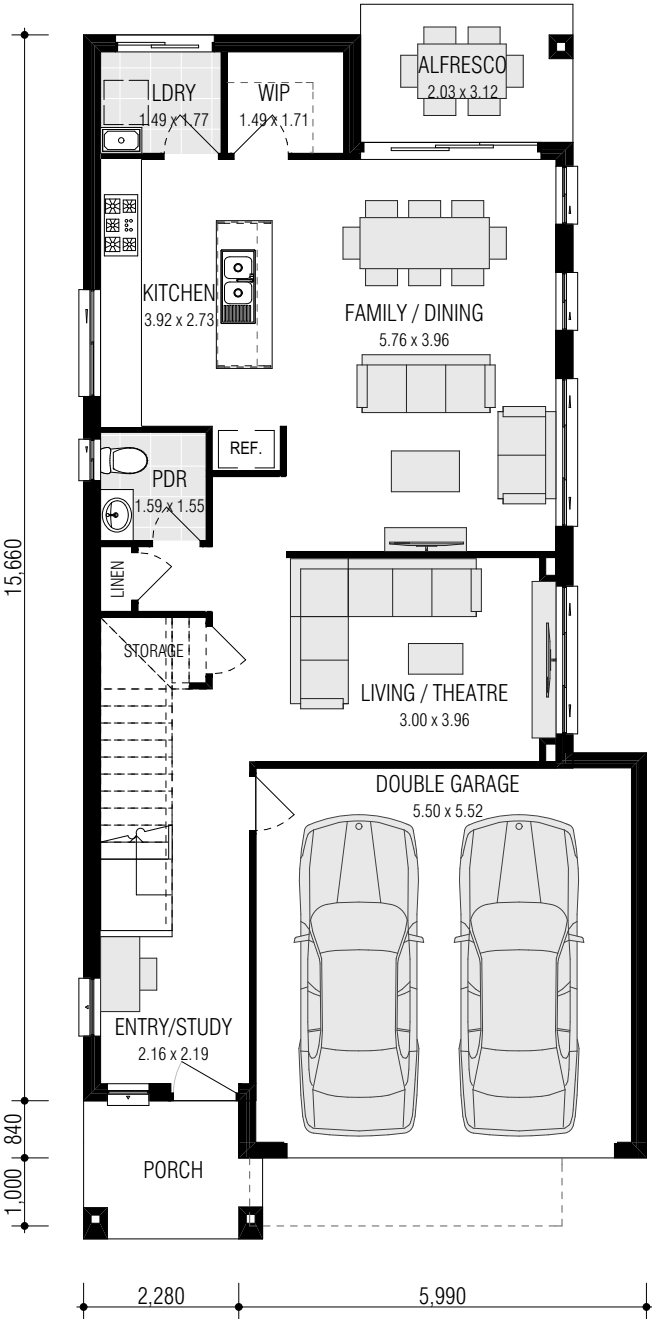 ALFRESCO
2.03 x 3.12
LDRY
1.49 x 1.77
WIP
1.49 x 1.71
KITCHEN
3.92 x 2.73
FAMILY / DINING
5.76 x 3.96
REF.
PDR
1.59 x 1.55
15,660
LINEN
STORAGE
LIVING / THEATRE
3.00 x 3.96
DOUBLE GARAGE
5.50 x 5.52
ENTRY/STUDY
2.16 x 2.19
840
PORCH
1,000
2,280
5,990